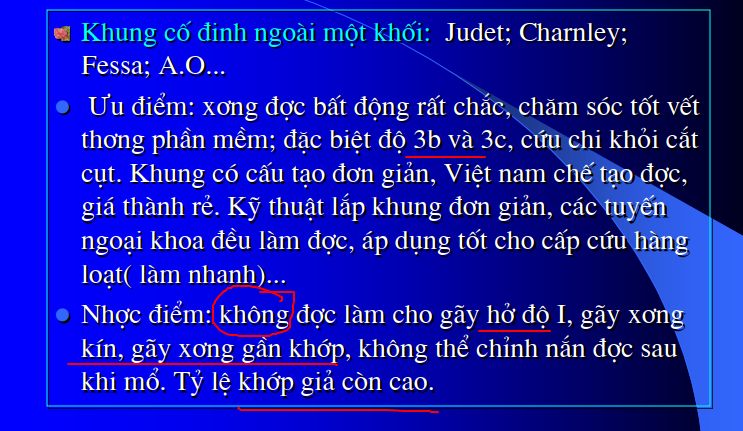 Khung cố đinh ngoài một khối: Judet; Charnley;
Fessa; A.O...
Ưu điểm: xơng đợc bất động rất chắc, chăm sóc tốt vết
thơng phần mềm; đặc biệt độ 3b và 3c, cứu chi khỏi cắt
cụt. Khung có cấu tạo đơn giản, Việt nam chế tạo đợc,
giá thành rẻ. Kỹ thuật lắp khung đơn giản, các tuyến
ngoại khoa đều làm đợc, áp dụng tốt cho cấp cứu hàng
loạt( làm nhanh)...
Nhợc điểm: không đợc làm cho gãy hở độ I, gãy xơng
kín, gãy xơng gần khớp, không thể chỉnh nắn đợc sau
khi mổ. Tỷ lệ khớp giả còn cao.